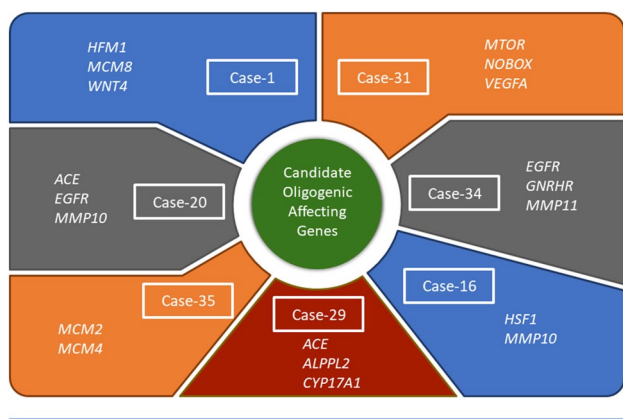 HFM1
MCM8
WNT4
Case-1
Case-31
MTOR
NOBOX
VEGFA
ACE
EGFR
MMP10
Case-20
Candidate
Oligogenic
Affecting
Genes
Case-34
EGFR
GNRHR
MMP11
Case-35
MCM2
MCM4
Case-29
ACE
ALPPL2
CYP17A1
Case-16
HSF1
MMP10